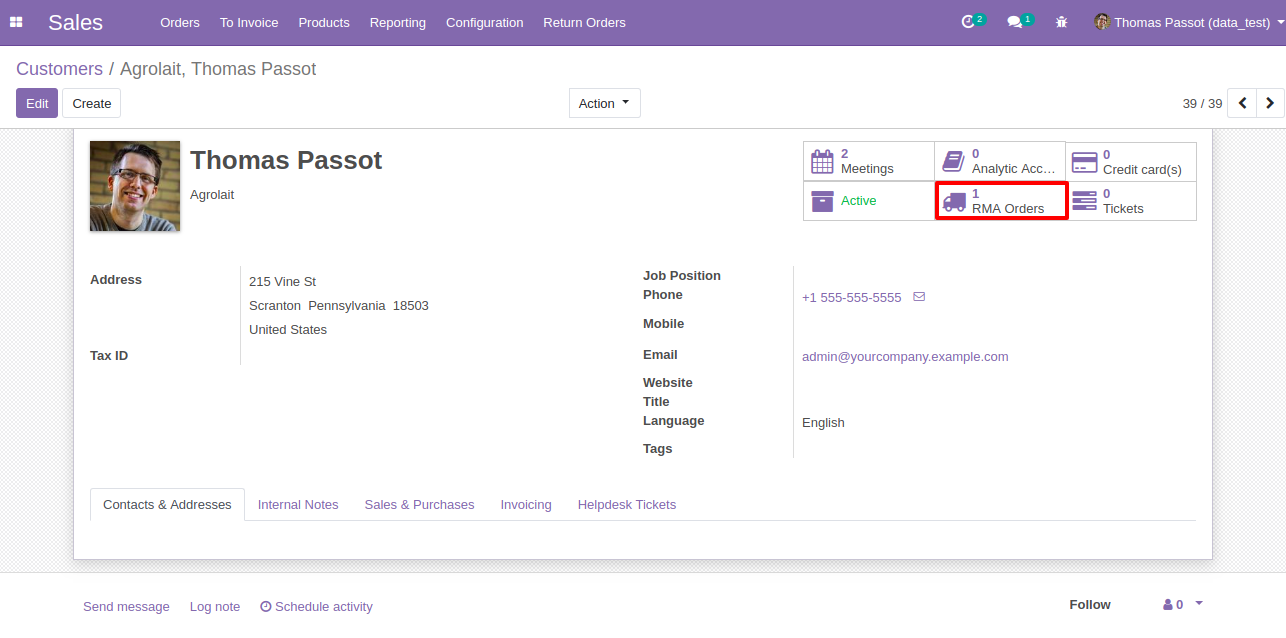 Sales Orders To Invoice Products Reporting Configuration Return Orders 2 1 Thomas Passot (data_test)
Customers / Agrolait, Thomas Passot
Edit Create Action 39 / 39
Thomas Passot
Agrolait
2 Meetings
0 Analytic Acc...
0 Credit card(s)
Active
1 RMA Orders
0 Tickets
Address
215 Vine St
Scranton Pennsylvania 18503
United States
Tax ID
Job Position
Phone +1 555-555-5555
Mobile
Email admin@yourcompany.example.com
Website
Title
Language English
Tags
Contacts & Addresses Internal Notes Sales & Purchases Invoicing Helpdesk Tickets
Send message Log note Schedule activity Follow 0